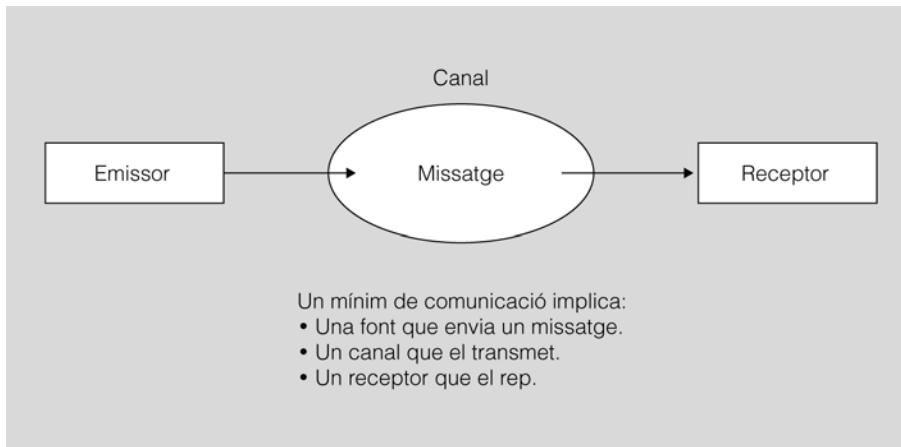 Canal
Emissor
Missatge
Receptor
Un mínim de comunicació implica:
• Una font que envia un missatge.
• Un canal que el transmet.
• Un receptor que el rep.